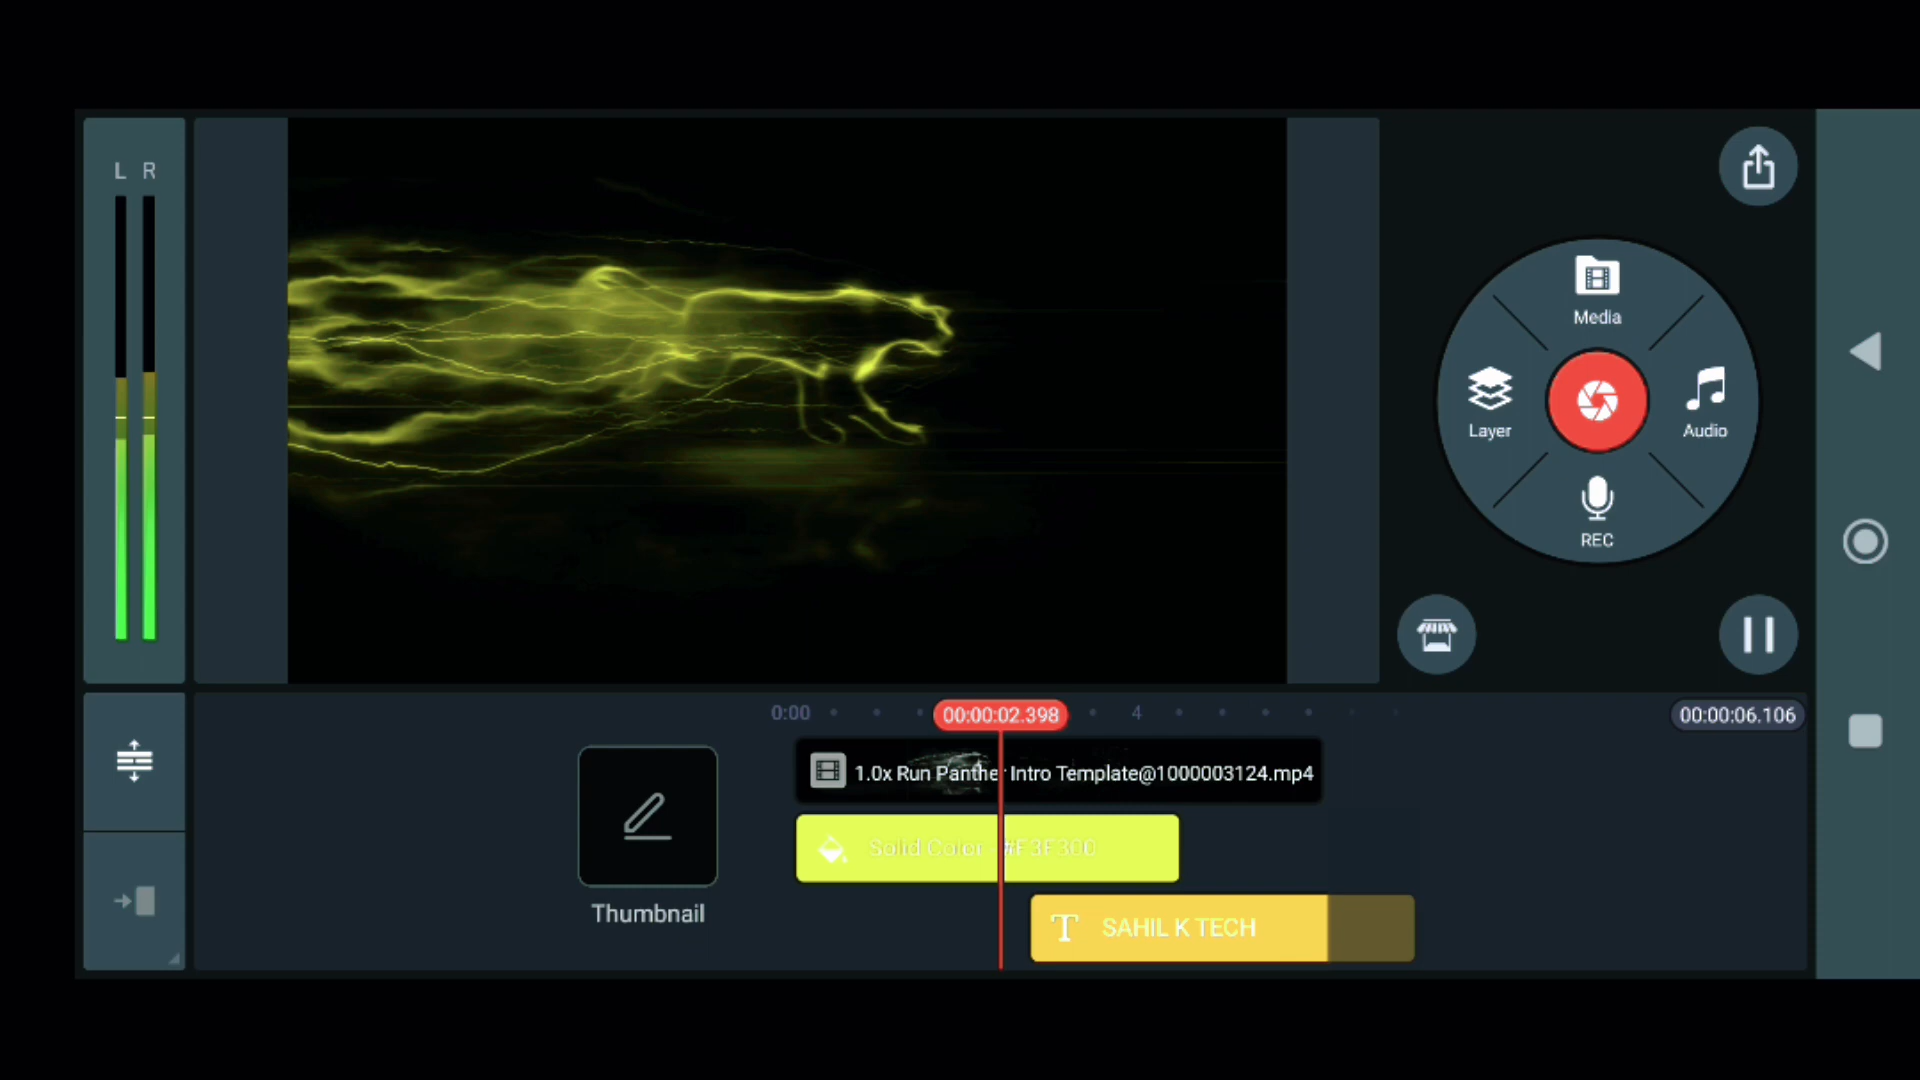 L R
Media
Layer
Audio
REC
0:00
00:00:02.398
4
00:00:06.106
1.0x Run Panther Intro Template@1000003124.mp4
Solid Color - #F3F300
Thumbnail
T SAHIL K TECH